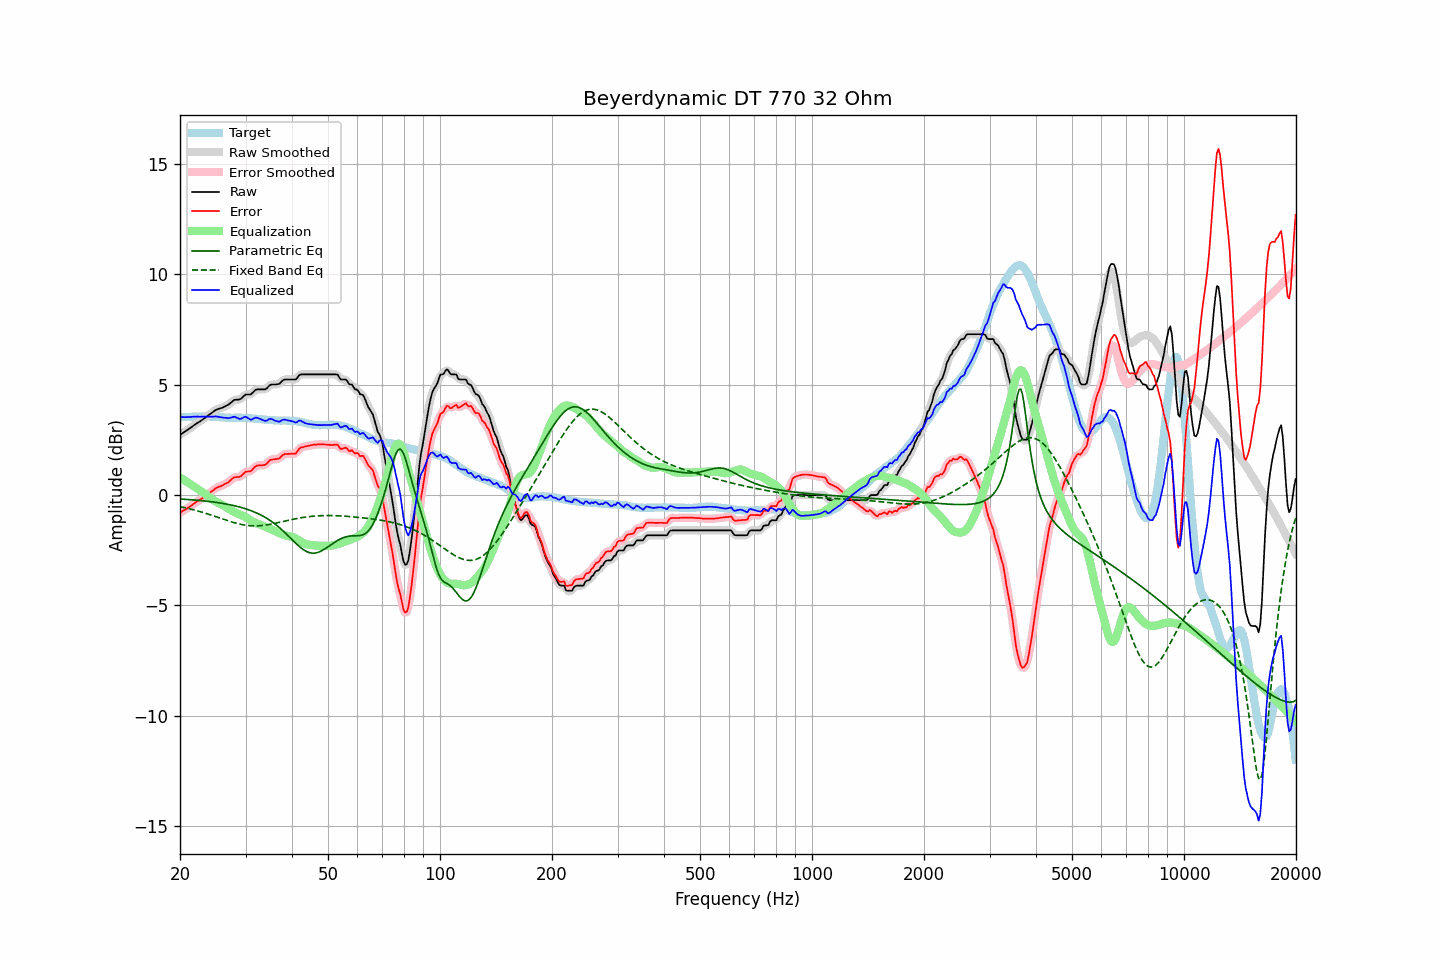 Beyerdynamic DT 770 32 Ohm
Target
Raw Smoothed
Error Smoothed
Raw
Error
Equalization
Parametric Eq
Fixed Band Eq
Equalized
Amplitude (dBr)
15
10
5
0
−5
−10
−15
20 50 100 200 500 1000 2000 5000 10000 20000
Frequency (Hz)